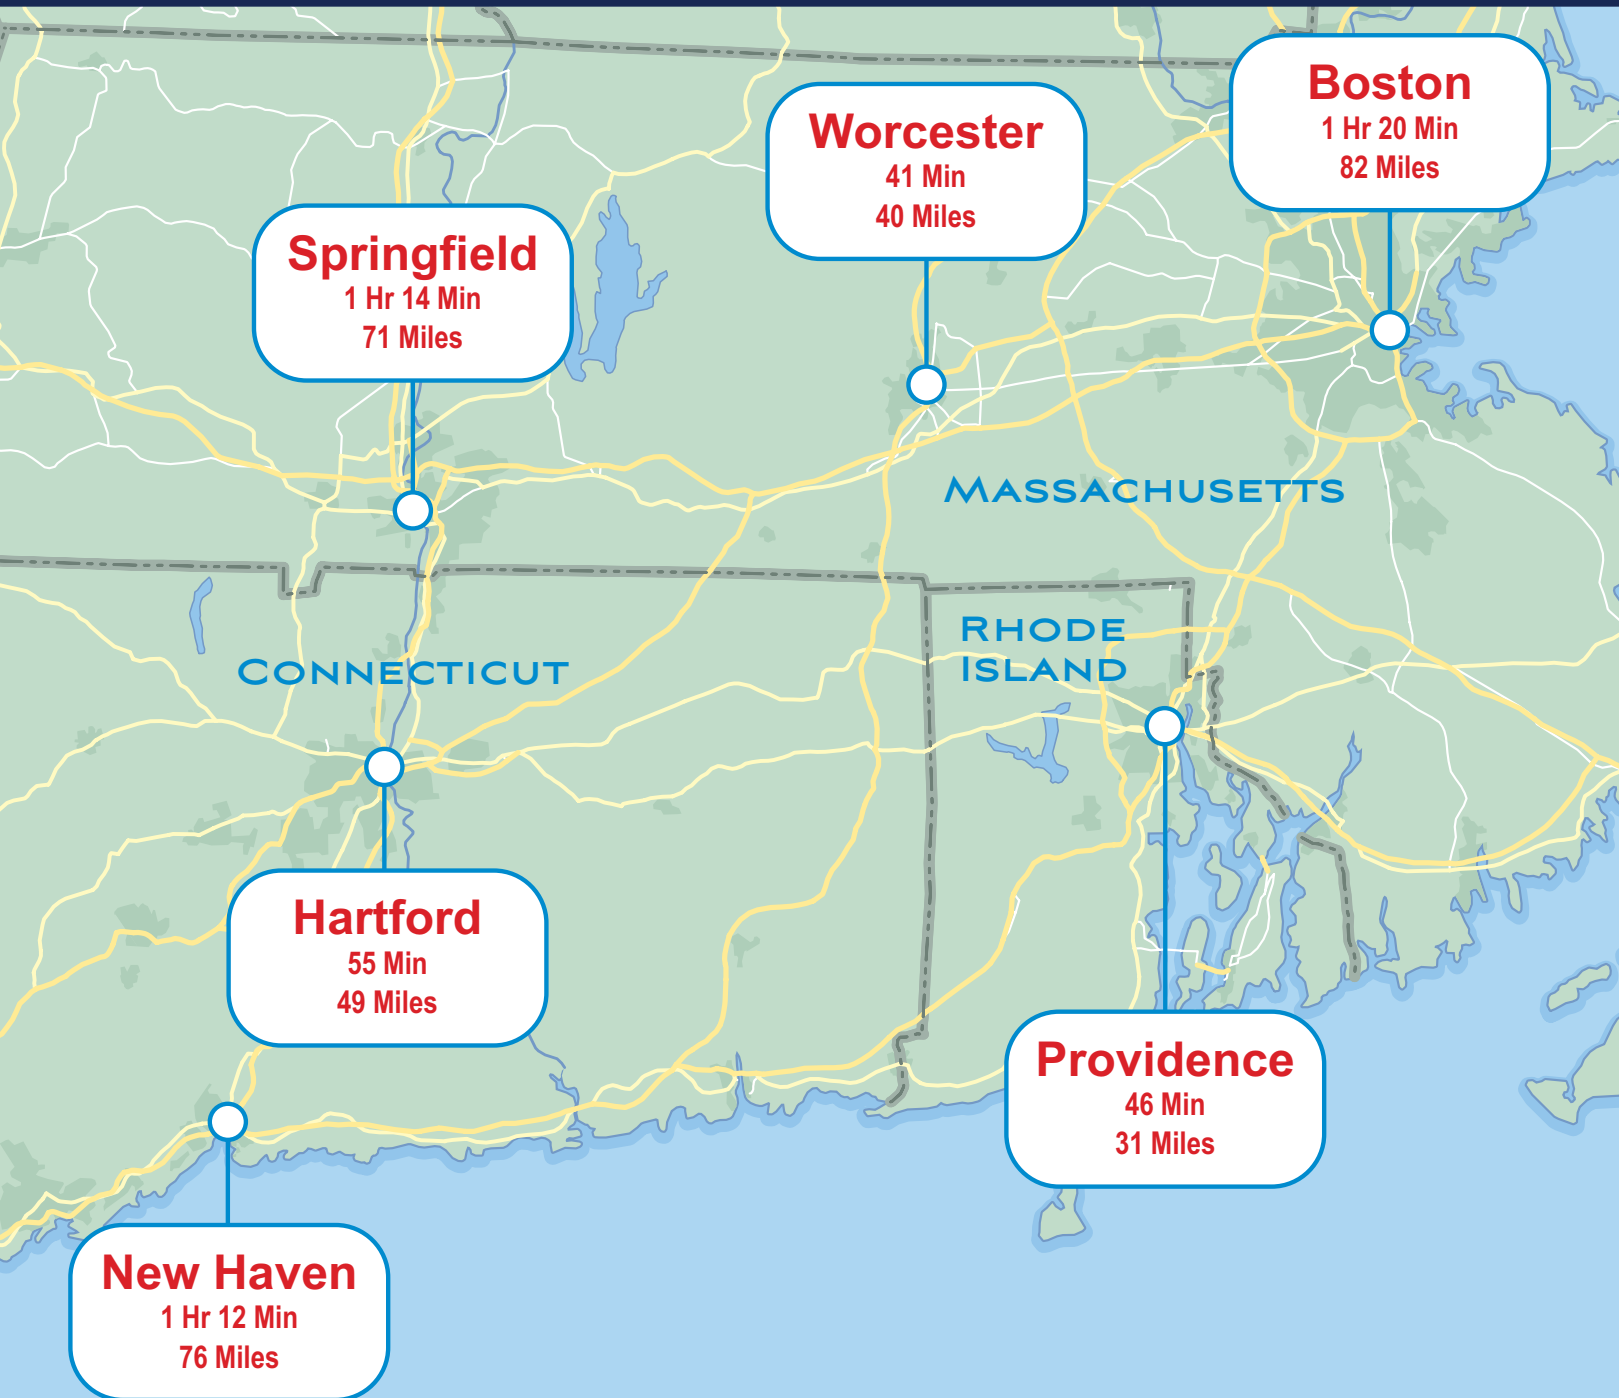 Boston
1 Hr 20 Min
82 Miles
Worcester
41 Min
40 Miles
Springfield
1 Hr 14 Min
71 Miles
MASSACHUSETTS
RHODE
ISLAND
CONNECTICUT
Hartford
55 Min
49 Miles
Providence
46 Min
31 Miles
New Haven
1 Hr 12 Min
76 Miles